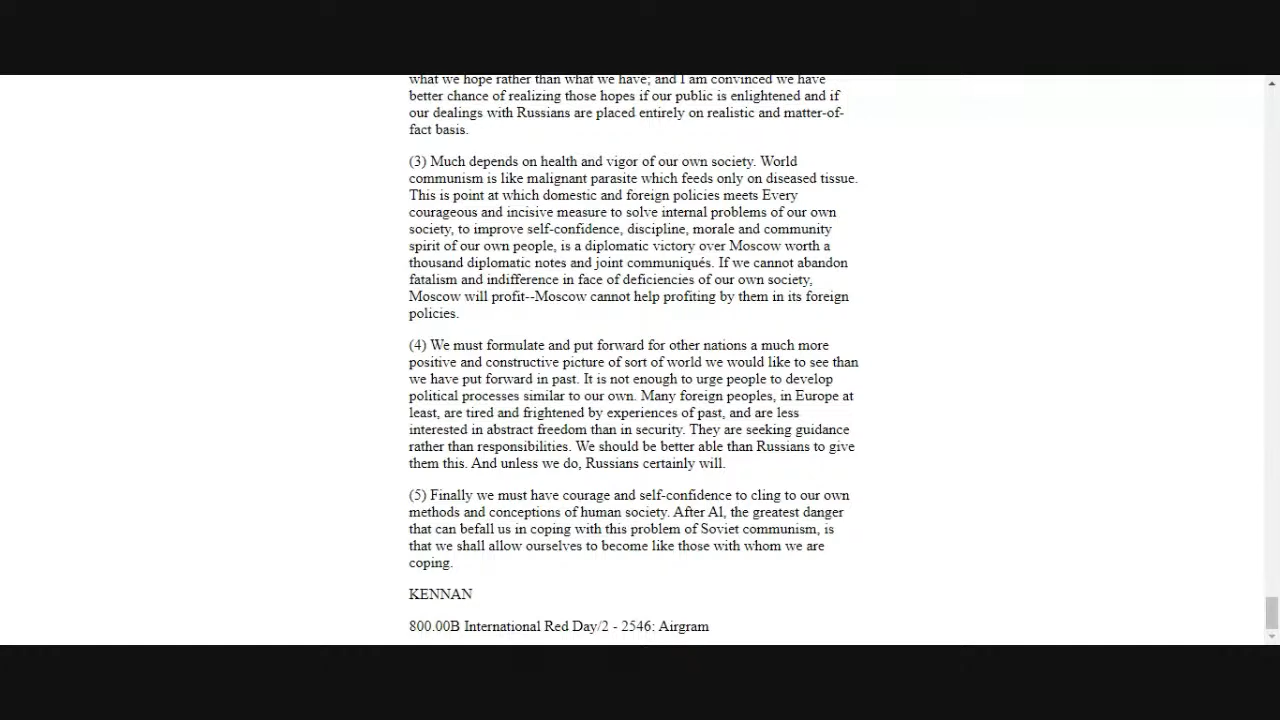 what we hope rather than what we have; and I am convinced we have
better chance of realizing those hopes if our public is enlightened and if
our dealings with Russians are placed entirely on realistic and matter-of-
fact basis.
(3) Much depends on health and vigor of our own society. World
communism is like malignant parasite which feeds only on diseased tissue.
This is point at which domestic and foreign policies meets Every
courageous and incisive measure to solve internal problems of our own
society, to improve self-confidence, discipline, morale and community
spirit of our own people, is a diplomatic victory over Moscow worth a
thousand diplomatic notes and joint communiqués. If we cannot abandon
fatalism and indifference in face of deficiencies of our own society,
Moscow will profit--Moscow cannot help profiting by them in its foreign
policies.
(4) We must formulate and put forward for other nations a much more
positive and constructive picture of sort of world we would like to see than
we have put forward in past. It is not enough to urge people to develop
political processes similar to our own. Many foreign peoples, in Europe at
least, are tired and frightened by experiences of past, and are less
interested in abstract freedom than in security. They are seeking guidance
rather than responsibilities. We should be better able than Russians to give
them this. And unless we do, Russians certainly will.
(5) Finally we must have courage and self-confidence to cling to our own
methods and conceptions of human society. After Al, the greatest danger
that can befall us in coping with this problem of Soviet communism, is
that we shall allow ourselves to become like those with whom we are
coping.
KENNAN
800.00B International Red Day/2 - 2546: Airgram